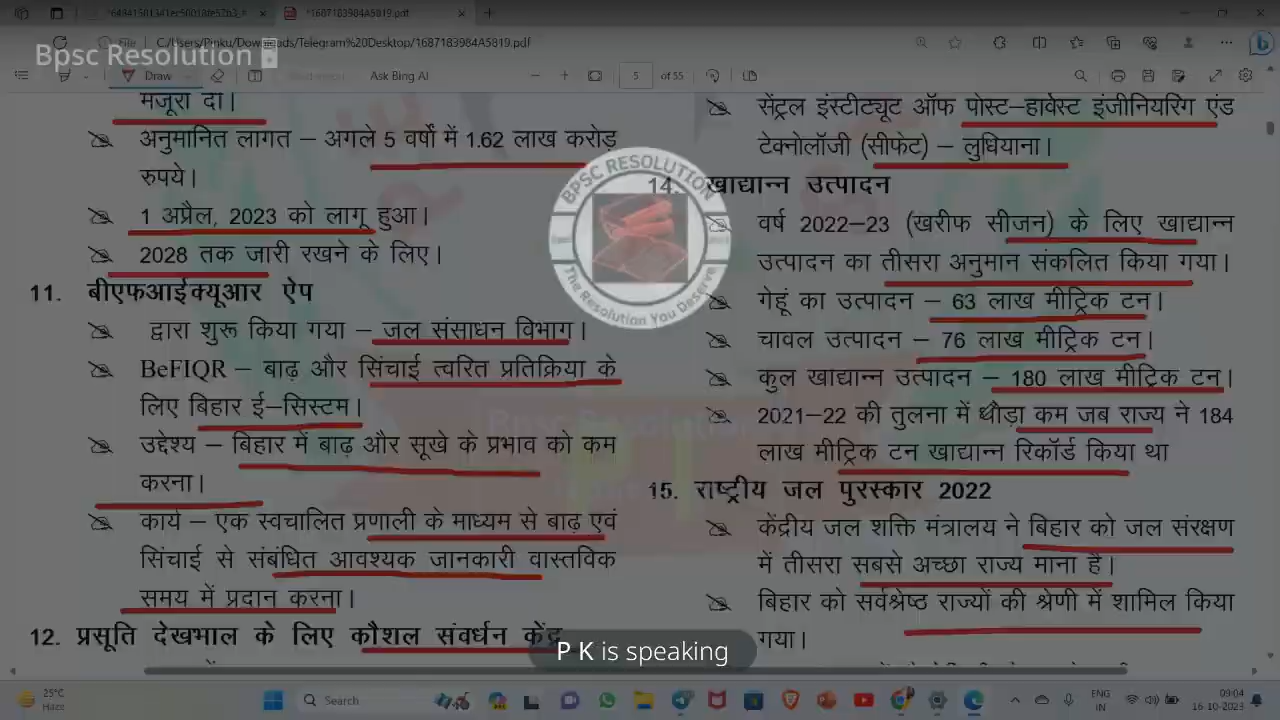 1687183984A5819.pdf
File C:/Users/Pinku/Downloads/Telegram%20Desktop/1687183984A5819.pdf
Bpsc Resolution
Draw Ask Bing AI 5 of 55
मंजूरी दी।
अनुमानित लागत – अगले 5 वर्षों में 1.62 लाख करोड़
रुपये।
1 अप्रैल, 2023 को लागू हुआ।
2028 तक जारी रखने के लिए।
11. बीएफआईक्यूआर ऐप
द्वारा शुरू किया गया – जल संसाधन विभाग।
BeFIQR – बाढ़ और सिंचाई त्वरित प्रतिक्रिया के
लिए बिहार ई–सिस्टम।
उद्देश्य – बिहार में बाढ़ और सूखे के प्रभाव को कम
करना।
कार्य – एक स्वचालित प्रणाली के माध्यम से बाढ़ एवं
सिंचाई से संबंधित आवश्यक जानकारी वास्तविक
समय में प्रदान करना।
12. प्रसूति देखभाल के लिए कौशल संवर्धन केंद्र
सेंट्रल इंस्टीट्यूट ऑफ पोस्ट–हार्वेस्ट इंजीनियरिंग एंड
टेक्नोलॉजी (सीफेट) – लुधियाना।
14. खाद्यान्न उत्पादन
वर्ष 2022–23 (खरीफ सीजन) के लिए खाद्यान्न
उत्पादन का तीसरा अनुमान संकलित किया गया।
गेहूं का उत्पादन – 63 लाख मीट्रिक टन।
चावल उत्पादन – 76 लाख मीट्रिक टन।
कुल खाद्यान्न उत्पादन – 180 लाख मीट्रिक टन।
2021–22 की तुलना में थोड़ा कम जब राज्य ने 184
लाख मीट्रिक टन खाद्यान्न रिकॉर्ड किया था
15. राष्ट्रीय जल पुरस्कार 2022
केंद्रीय जल शक्ति मंत्रालय ने बिहार को जल संरक्षण
में तीसरा सबसे अच्छा राज्य माना है।
बिहार को सर्वश्रेष्ठ राज्यों की श्रेणी में शामिल किया
गया।
BPSC RESOLUTION
The Resolution You Deserve
P K is speaking
25°C
Haze
Search
ENG
IN
09:04
16-10-2023